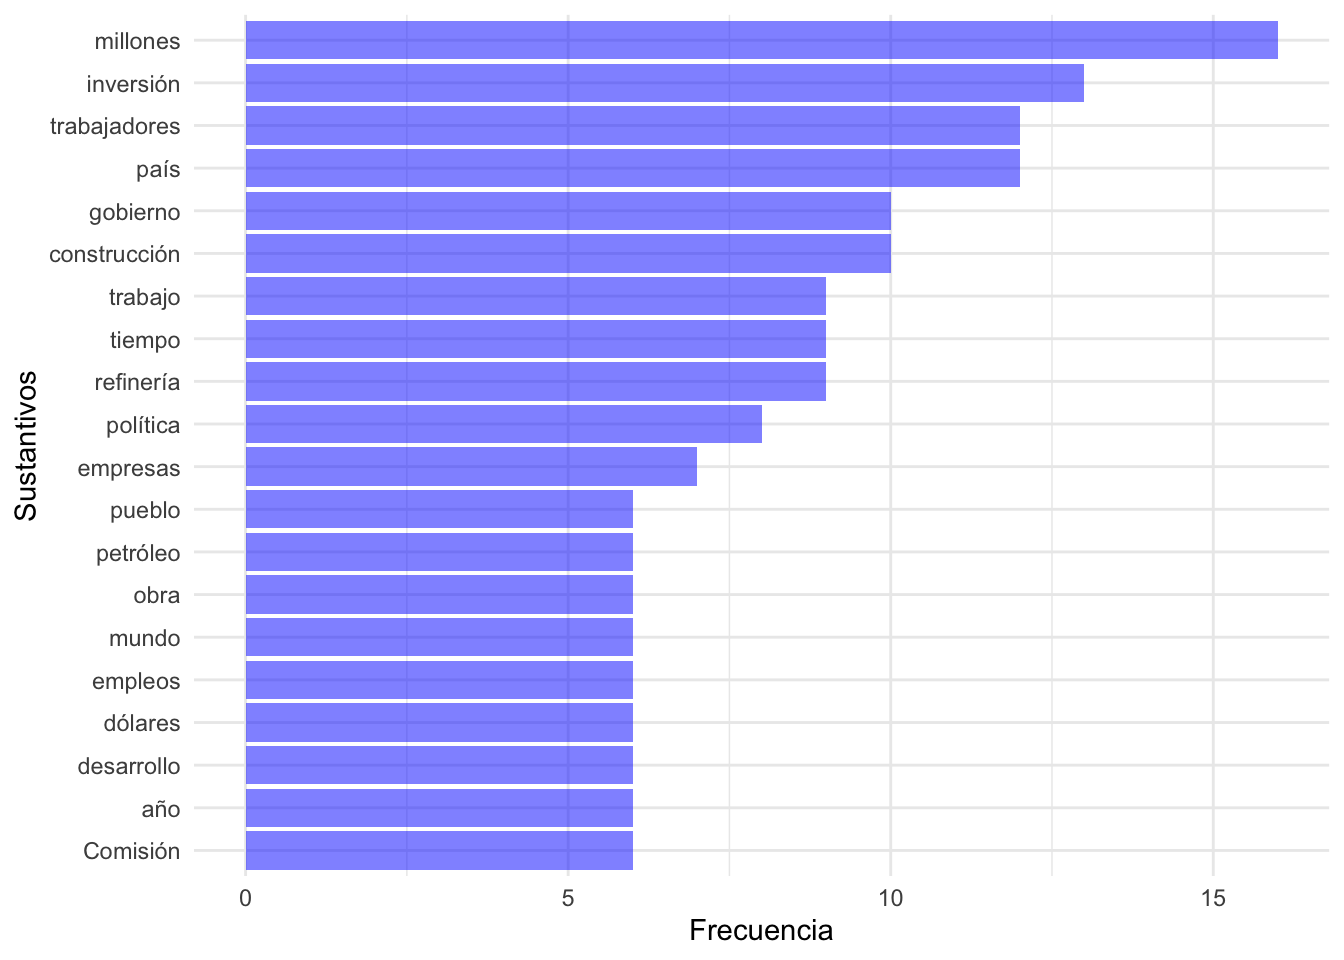 millones
inversión
trabajadores
país
gobierno
construcción
trabajo
tiempo
refinería
política
empresas
pueblo
petróleo
obra
mundo
empleos
dólares
desarrollo
año
Comisión
Sustantivos
0 5 10 15
Frecuencia